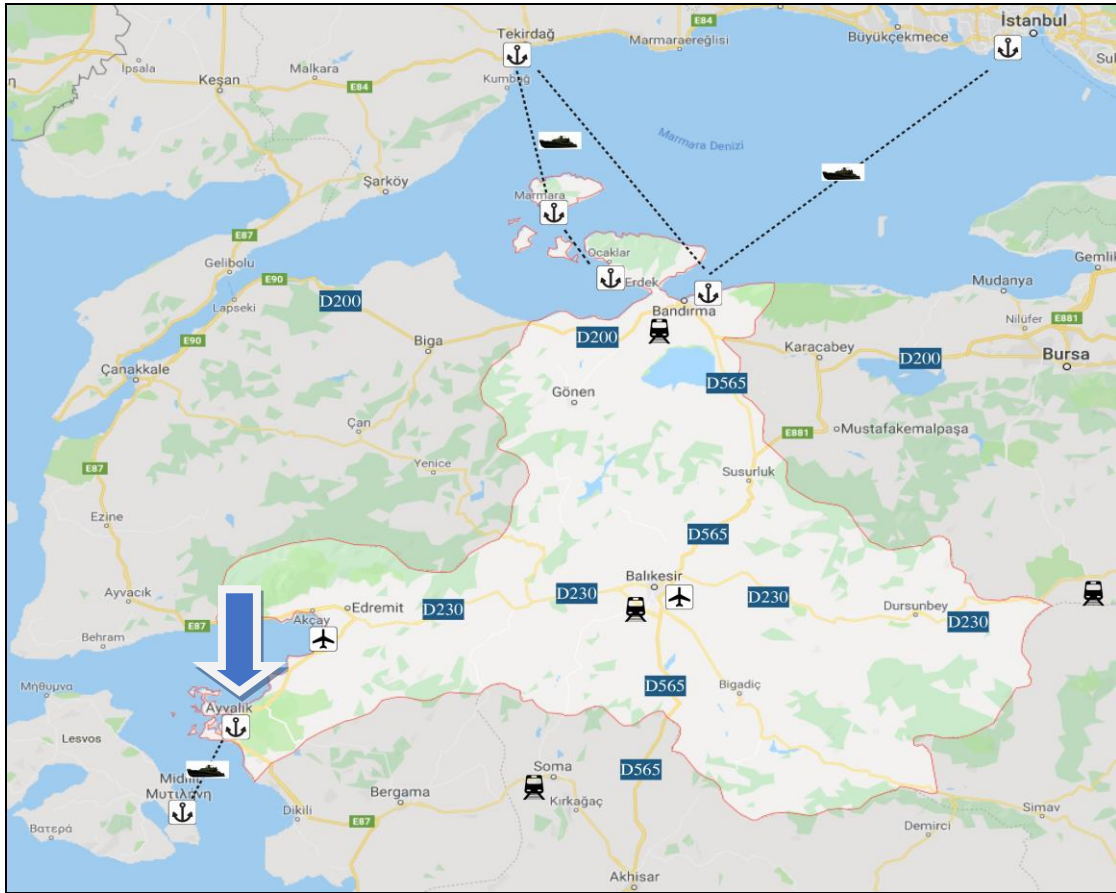 E84
İstanbul
Tekirdağ
Marmaraereğlisi
Büyükçekmece
İpsala
Malkara
Keşan
Kumbağ
E84
Marmara Denizi
Şarköy
Marmara
E87
Ocaklar
Gelibolu
Erdek
Gemlik
E90
Mudanya
Lapseki
D200
Bandırma
Nilüfer
E881
E90
D200
Biga
Karacabey
D200
Bursa
Çanakkale
D565
Gönen
Çan
Mustafakemalpaşa
E881
Yenice
E87
Susurluk
Ezine
D565
Balıkesir
Ayvacık
D230
D230
Edremit
D230
Akçay
Dursunbey
D230
E87
Behram
Μήθυμνα
D565
Bigadiç
Ayvalık
Lesvos
Soma
D565
Μυτιλήνη
Bergama
Dikili
Kırkağaç
Simav
E87
Βατερά
Demirci
Akhisar